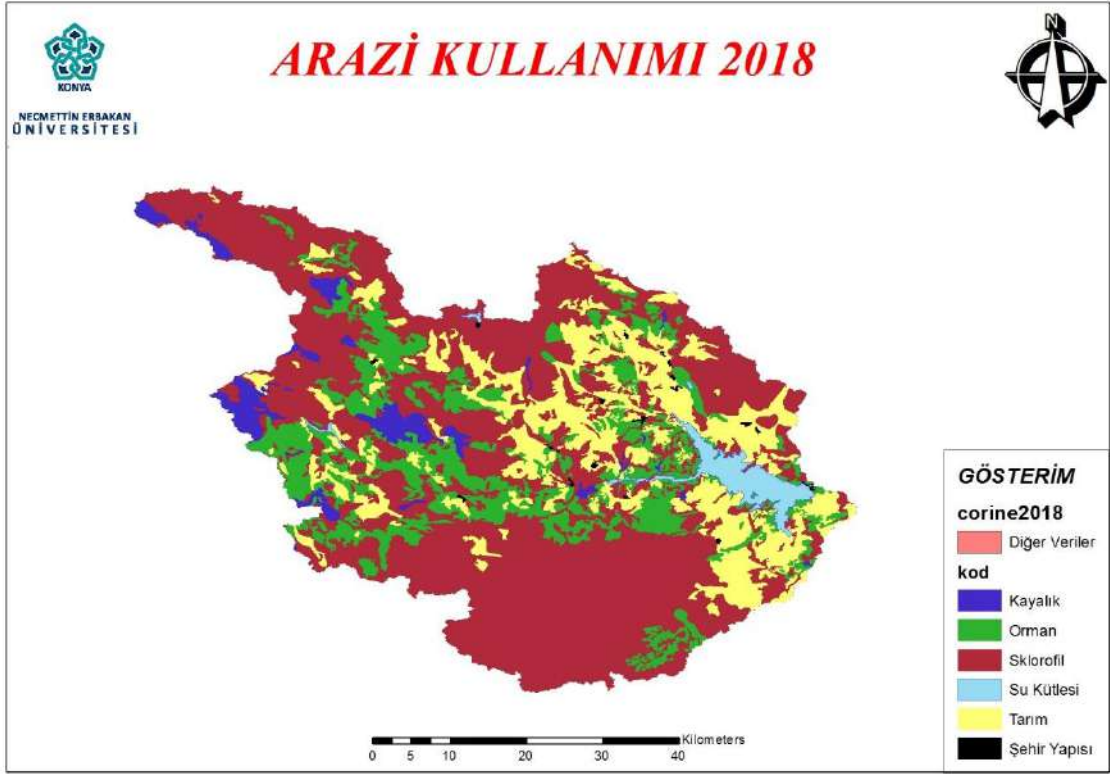 ARAZİ KULLANIMI 2018
N
KONYA
NECMETTİN ERBAKAN
ÜNİVERSİTESİ
GÖSTERİM
corine2018
Diğer Veriler
kod
Kayalık
Orman
Sklorofil
Su Kütlesi
Tarım
Şehir Yapısı
Kilometers
0 5 10 20 30 40